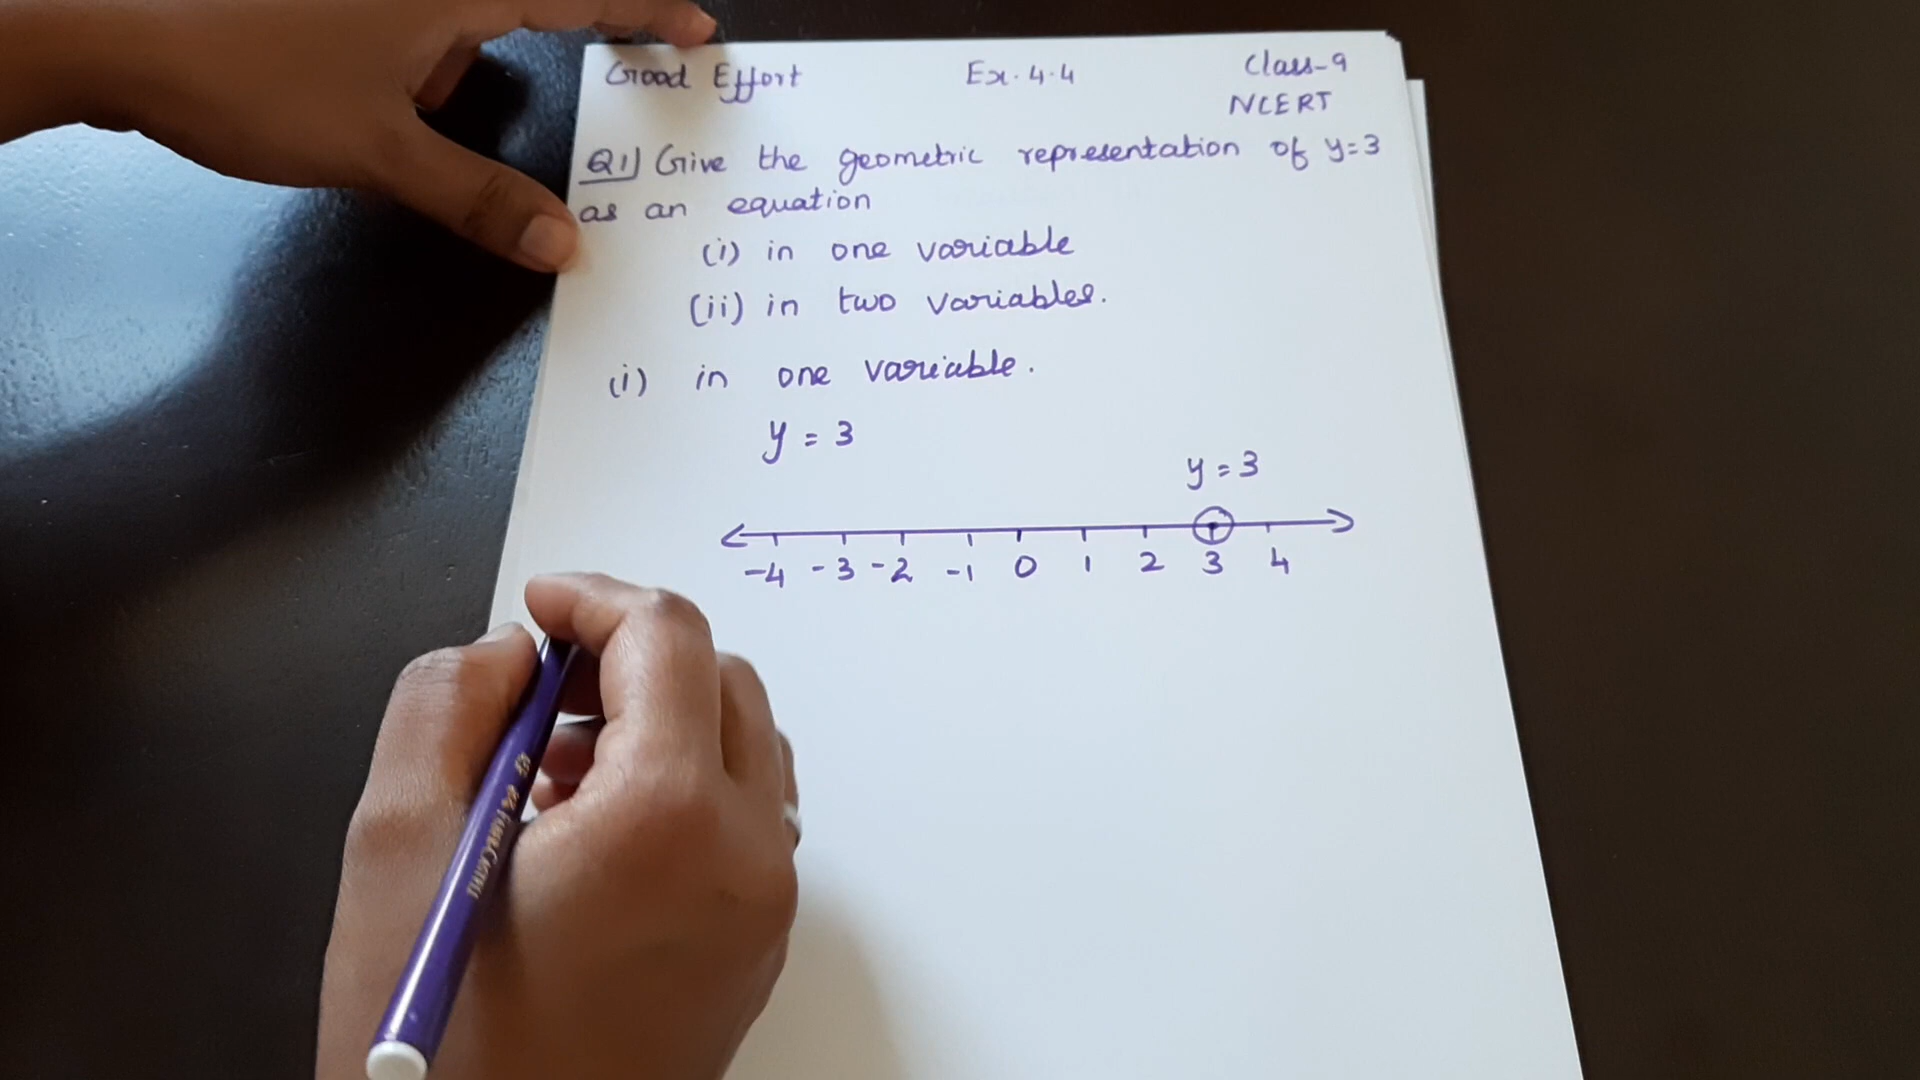 Good Effort Ex. 4.4 Class-9
NCERT
Q1) Give the geometric representation of y=3
as an equation
(i) in one variable
(ii) in two variables.
(i) in one variable.
y = 3
y = 3
-4 -3 -2 -1 0 1 2 3 4